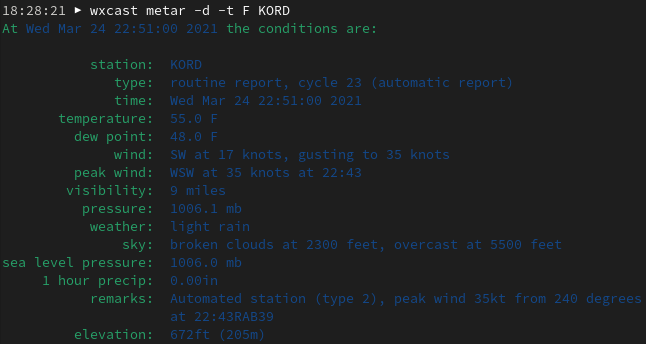 18:28:21 ► wxcast metar -d -t F KORD
At Wed Mar 24 22:51:00 2021 the conditions are:
station: KORD
type: routine report, cycle 23 (automatic report)
time: Wed Mar 24 22:51:00 2021
temperature: 55.0 F
dew point: 48.0 F
wind: SW at 17 knots, gusting to 35 knots
peak wind: WSW at 35 knots at 22:43
visibility: 9 miles
pressure: 1006.1 mb
weather: light rain
sky: broken clouds at 2300 feet, overcast at 5500 feet
sea level pressure: 1006.0 mb
1 hour precip: 0.00in
remarks: Automated station (type 2), peak wind 35kt from 240 degrees
at 22:43RAB39
elevation: 672ft (205m)